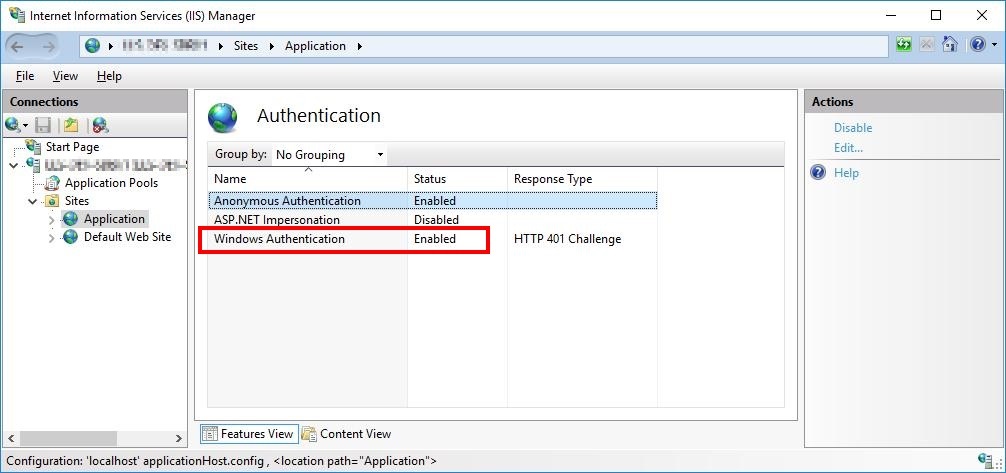 Internet Information Services (IIS) Manager
Sites Application
File View Help
Connections
Start Page
Application Pools
Sites
Application
Default Web Site
Authentication
Group by: No Grouping
Name Status Response Type
Anonymous Authentication Enabled
ASP.NET Impersonation Disabled
Windows Authentication Enabled HTTP 401 Challenge
Features View Content View
Actions
Disable
Edit...
Help
Configuration: 'localhost' applicationHost.config , <location path="Application">